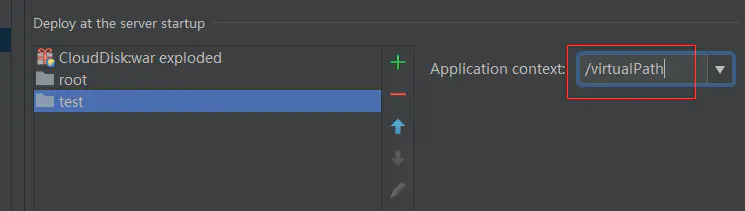 Deploy at the server startup
CloudDisk:war exploded
root
test
Application context: /virtualPath